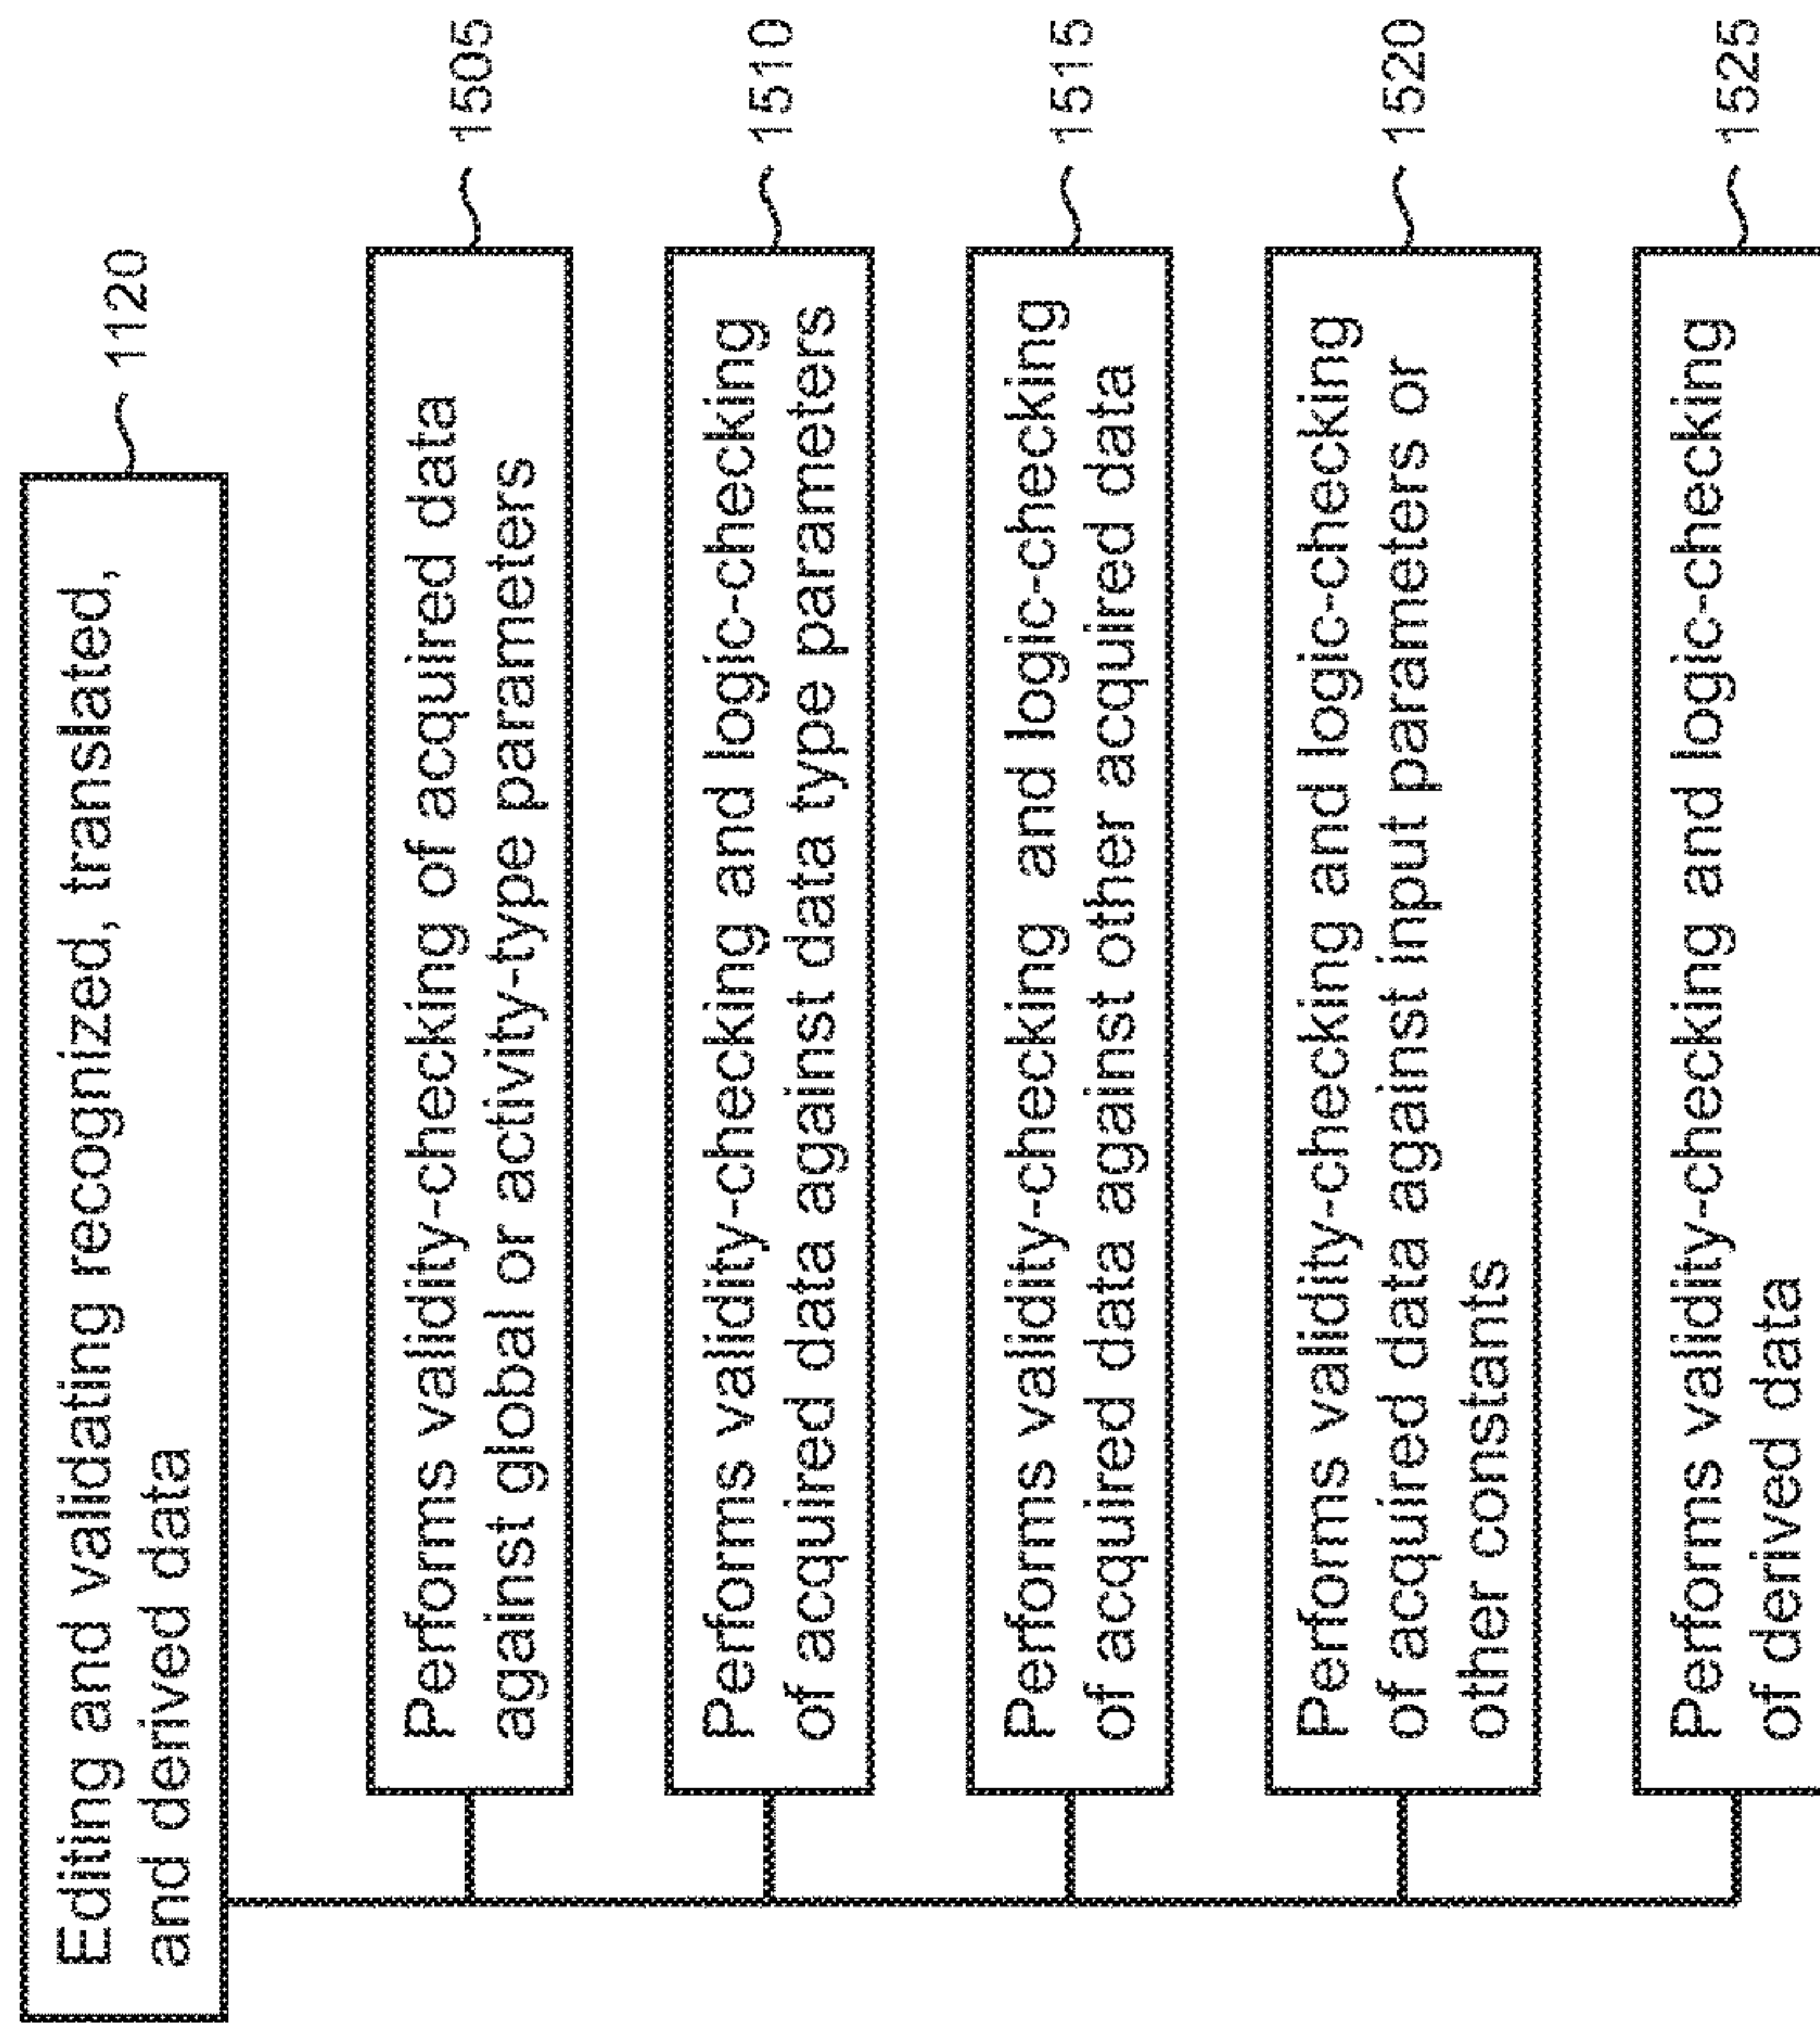 Editing and validating recognized, translated,
and derived data
1120
Performs validity-checking of acquired data
against global or activity-type parameters
1505
Performs validity-checking and logic-checking
of acquired data against data type parameters
1510
Performs validity-checking and logic-checking
of acquired data against other acquired data
1515
Performs validity-checking and logic-checking
of acquired data against input parameters or
other constants
1520
Performs validity-checking and logic-checking
of derived data
1525